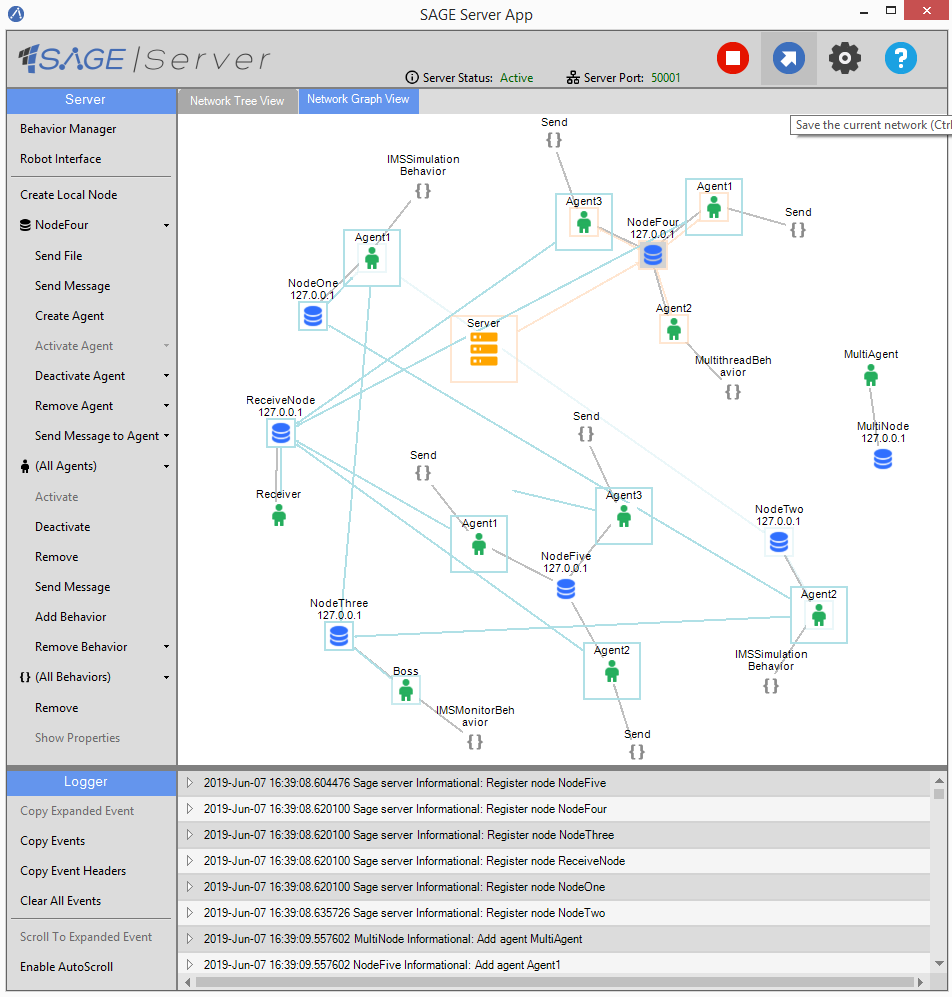 SAGE Server App
SAGE|Server
Server Status: Active
Server Port: 50001
Server
Network Tree View
Network Graph View
Save the current network (Ctrl
Behavior Manager
Robot Interface
Create Local Node
NodeFour
Send File
Send Message
Create Agent
Activate Agent
Deactivate Agent
Remove Agent
Send Message to Agent
(All Agents)
Activate
Deactivate
Remove
Send Message
Add Behavior
Remove Behavior
{} (All Behaviors)
Remove
Show Properties
Send
{}
IMSSimulation
Behavior
{}
Agent1
NodeOne
127.0.0.1
Agent3
NodeFour
127.0.0.1
Agent1
Send
{}
Server
Agent2
MultithreadBeh
avior
{}
MultiAgent
MultiNode
127.0.0.1
ReceiveNode
127.0.0.1
Receiver
Send
{}
Send
{}
Agent1
Agent3
NodeFive
127.0.0.1
NodeTwo
127.0.0.1
Agent2
IMSSimulation
Behavior
{}
NodeThree
127.0.0.1
Boss
IMSMonitorBeh
avior
{}
Agent2
Send
{}
Logger
Copy Expanded Event
Copy Events
Copy Event Headers
Clear All Events
Scroll To Expanded Event
Enable AutoScroll
2019-Jun-07 16:39:08.604476 Sage server Informational: Register node NodeFive
2019-Jun-07 16:39:08.620100 Sage server Informational: Register node NodeFour
2019-Jun-07 16:39:08.620100 Sage server Informational: Register node NodeThree
2019-Jun-07 16:39:08.620100 Sage server Informational: Register node ReceiveNode
2019-Jun-07 16:39:08.620100 Sage server Informational: Register node NodeOne
2019-Jun-07 16:39:08.635726 Sage server Informational: Register node NodeTwo
2019-Jun-07 16:39:09.557602 MultiNode Informational: Add agent MultiAgent
2019-Jun-07 16:39:09.557602 NodeFive Informational: Add agent Agent1